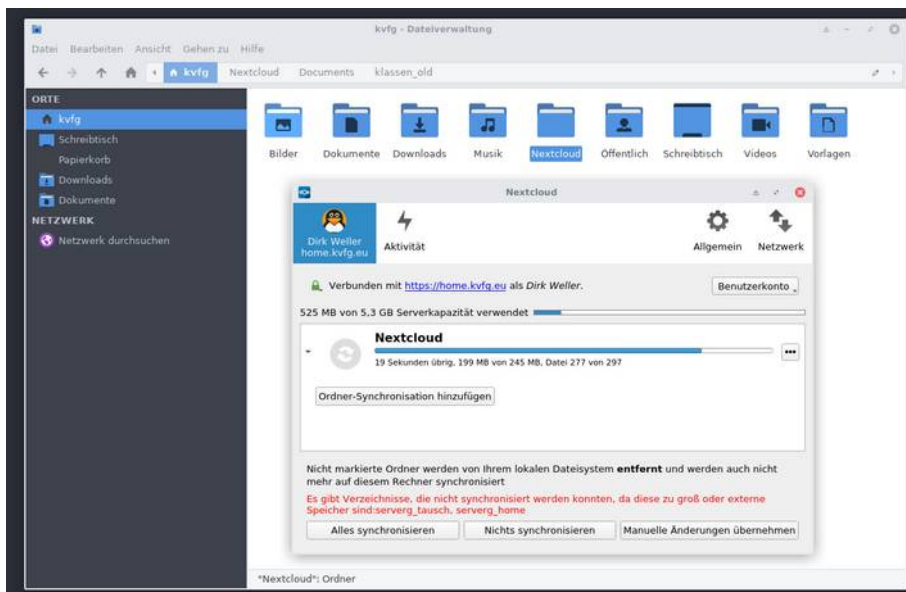 kvfg - Dateiverwaltung
Datei Bearbeiten Ansicht Gehen zu Hilfe
kvfg Nextcloud Documents klassen_old
ORTE
kvfg
Schreibtisch
Papierkorb
Downloads
Dokumente
NETZWERK
Netzwerk durchsuchen
Bilder Dokumente Downloads Musik Nextcloud Öffentlich Schreibtisch Videos Vorlagen
Nextcloud
Dirk Weller
home.kvfg.eu
Aktivität
Allgemein Netzwerk
Verbunden mit https://home.kvfg.eu als Dirk Weller.
Benutzerkonto
525 MB von 5,3 GB Serverkapazität verwendet
Nextcloud
19 Sekunden übrig, 199 MB von 245 MB, Datei 277 von 297
Ordner-Synchronisation hinzufügen
Nicht markierte Ordner werden von Ihrem lokalen Dateisystem entfernt und werden auch nicht
mehr auf diesem Rechner synchronisiert
Es gibt Verzeichnisse, die nicht synchronisiert werden konnten, da diese zu groß oder externe
Speicher sind:serverg_tausch, serverg_home
Alles synchronisieren Nichts synchronisieren Manuelle Änderungen übernehmen
"Nextcloud": Ordner